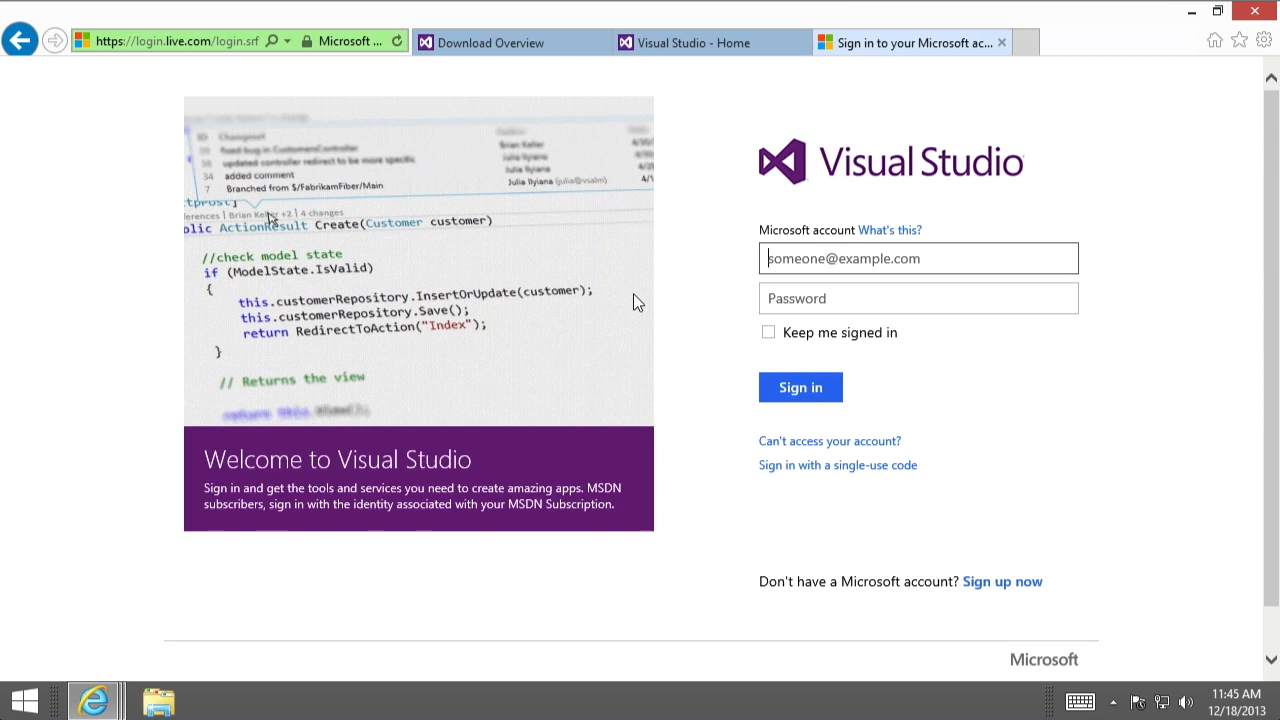 https://login.live.com/login.srf
Microsoft ...
Download Overview
Visual Studio - Home
Sign in to your Microsoft ac...
ID Changeset
fixed bug in CustomersController
Brian Keller
updated controller redirect to be more specific
34 added comment
7 Branched from $/FabrikamFiber/Main
Julia Ilyiana (julia@vsalm)
Brian Keller +2 | 4 changes
ActionResult Create(Customer customer)
//check model state
if (ModelState.IsValid)
{
this.customerRepository.InsertOrUpdate(customer);
this.customerRepository.Save();
return RedirectToAction("Index");
}
// Returns the view
Welcome to Visual Studio
Sign in and get the tools and services you need to create amazing apps. MSDN
subscribers, sign in with the identity associated with your MSDN Subscription.
Visual Studio
Microsoft account What's this?
someone@example.com
Password
Keep me signed in
Sign in
Can't access your account?
Sign in with a single-use code
Don't have a Microsoft account? Sign up now
Microsoft
11:45 AM
12/18/2013